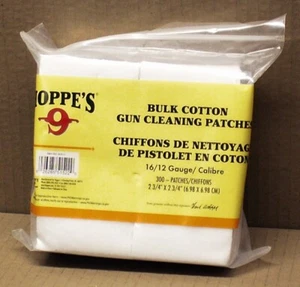 HOPPE'S
9
BULK COTTON
GUN CLEANING PATCHES
CHIFFONS DE NETTOYAGE
DE PISTOLET EN COTON
16/12 Gauge/ Calibre
300 - PATCHES/CHIFFONS
2 3/4" X 2 3/4" (6.98 X 6.98 CM)